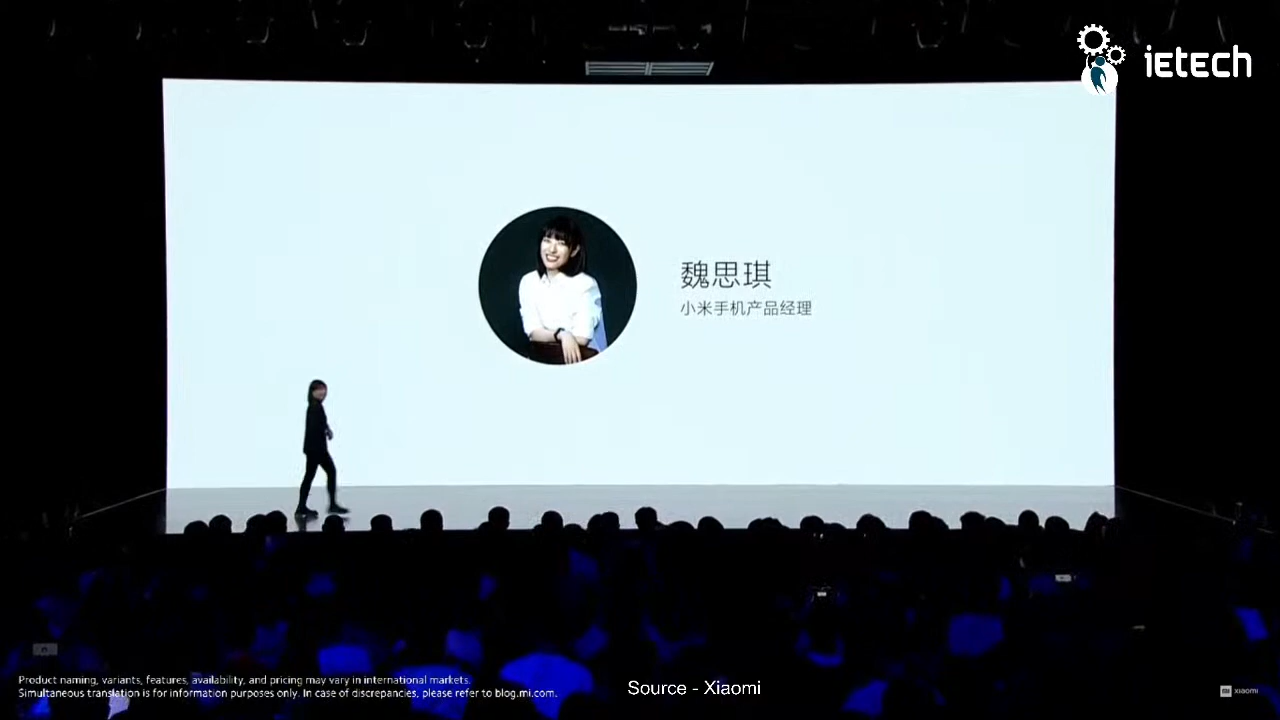 ietech
魏思琪
小米手机产品经理
Product naming, variants, features, availability, and pricing may vary in international markets.
Simultaneous translation is for information purposes only. In case of discrepancies, please refer to blog.mi.com.
Source - Xiaomi
mi xiaomi